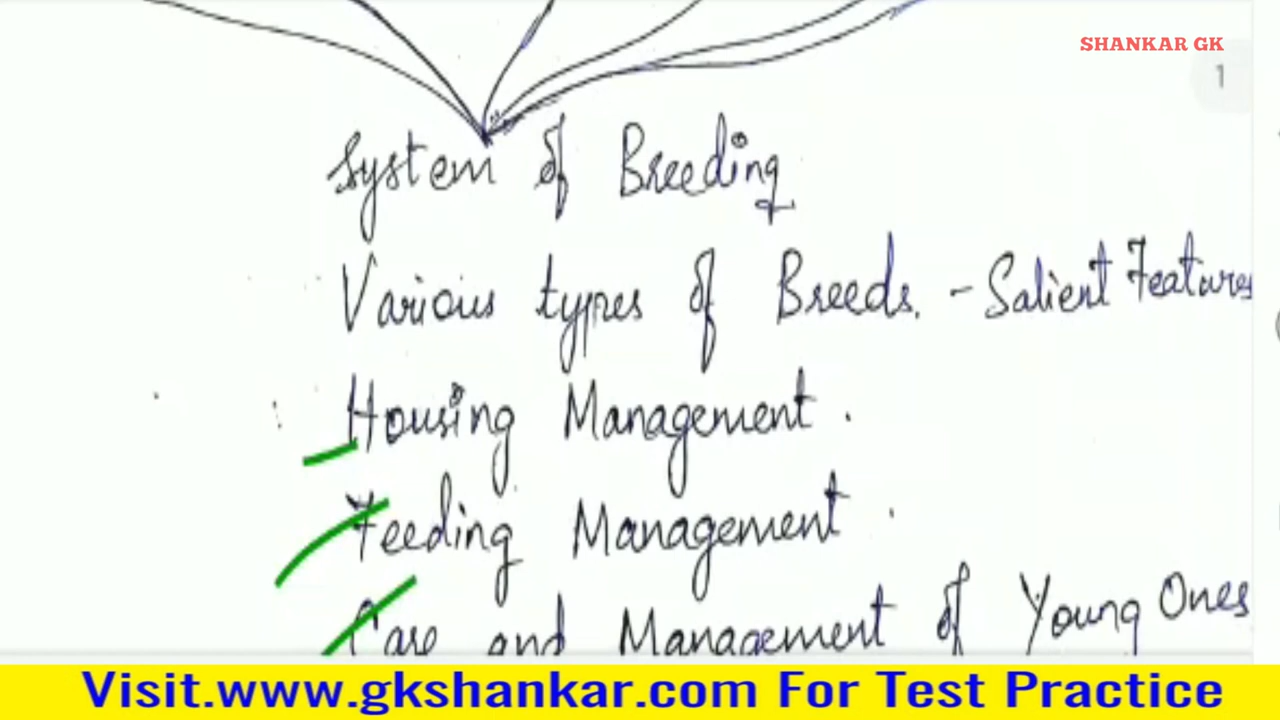 SHANKAR GK
1
System of Breeding
Various types of Breeds. - Salient Features
Housing Management.
Feeding Management.
Care and Management of Young Ones
Visit.www.gkshankar.com For Test Practice